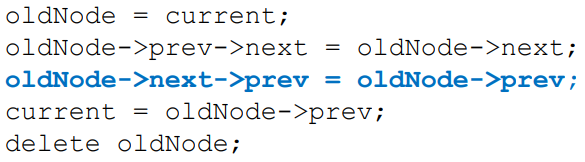 oldNode = current;
oldNode->prev->next = oldNode->next;
oldNode->next->prev = oldNode->prev;
current = oldNode->prev;
delete oldNode;